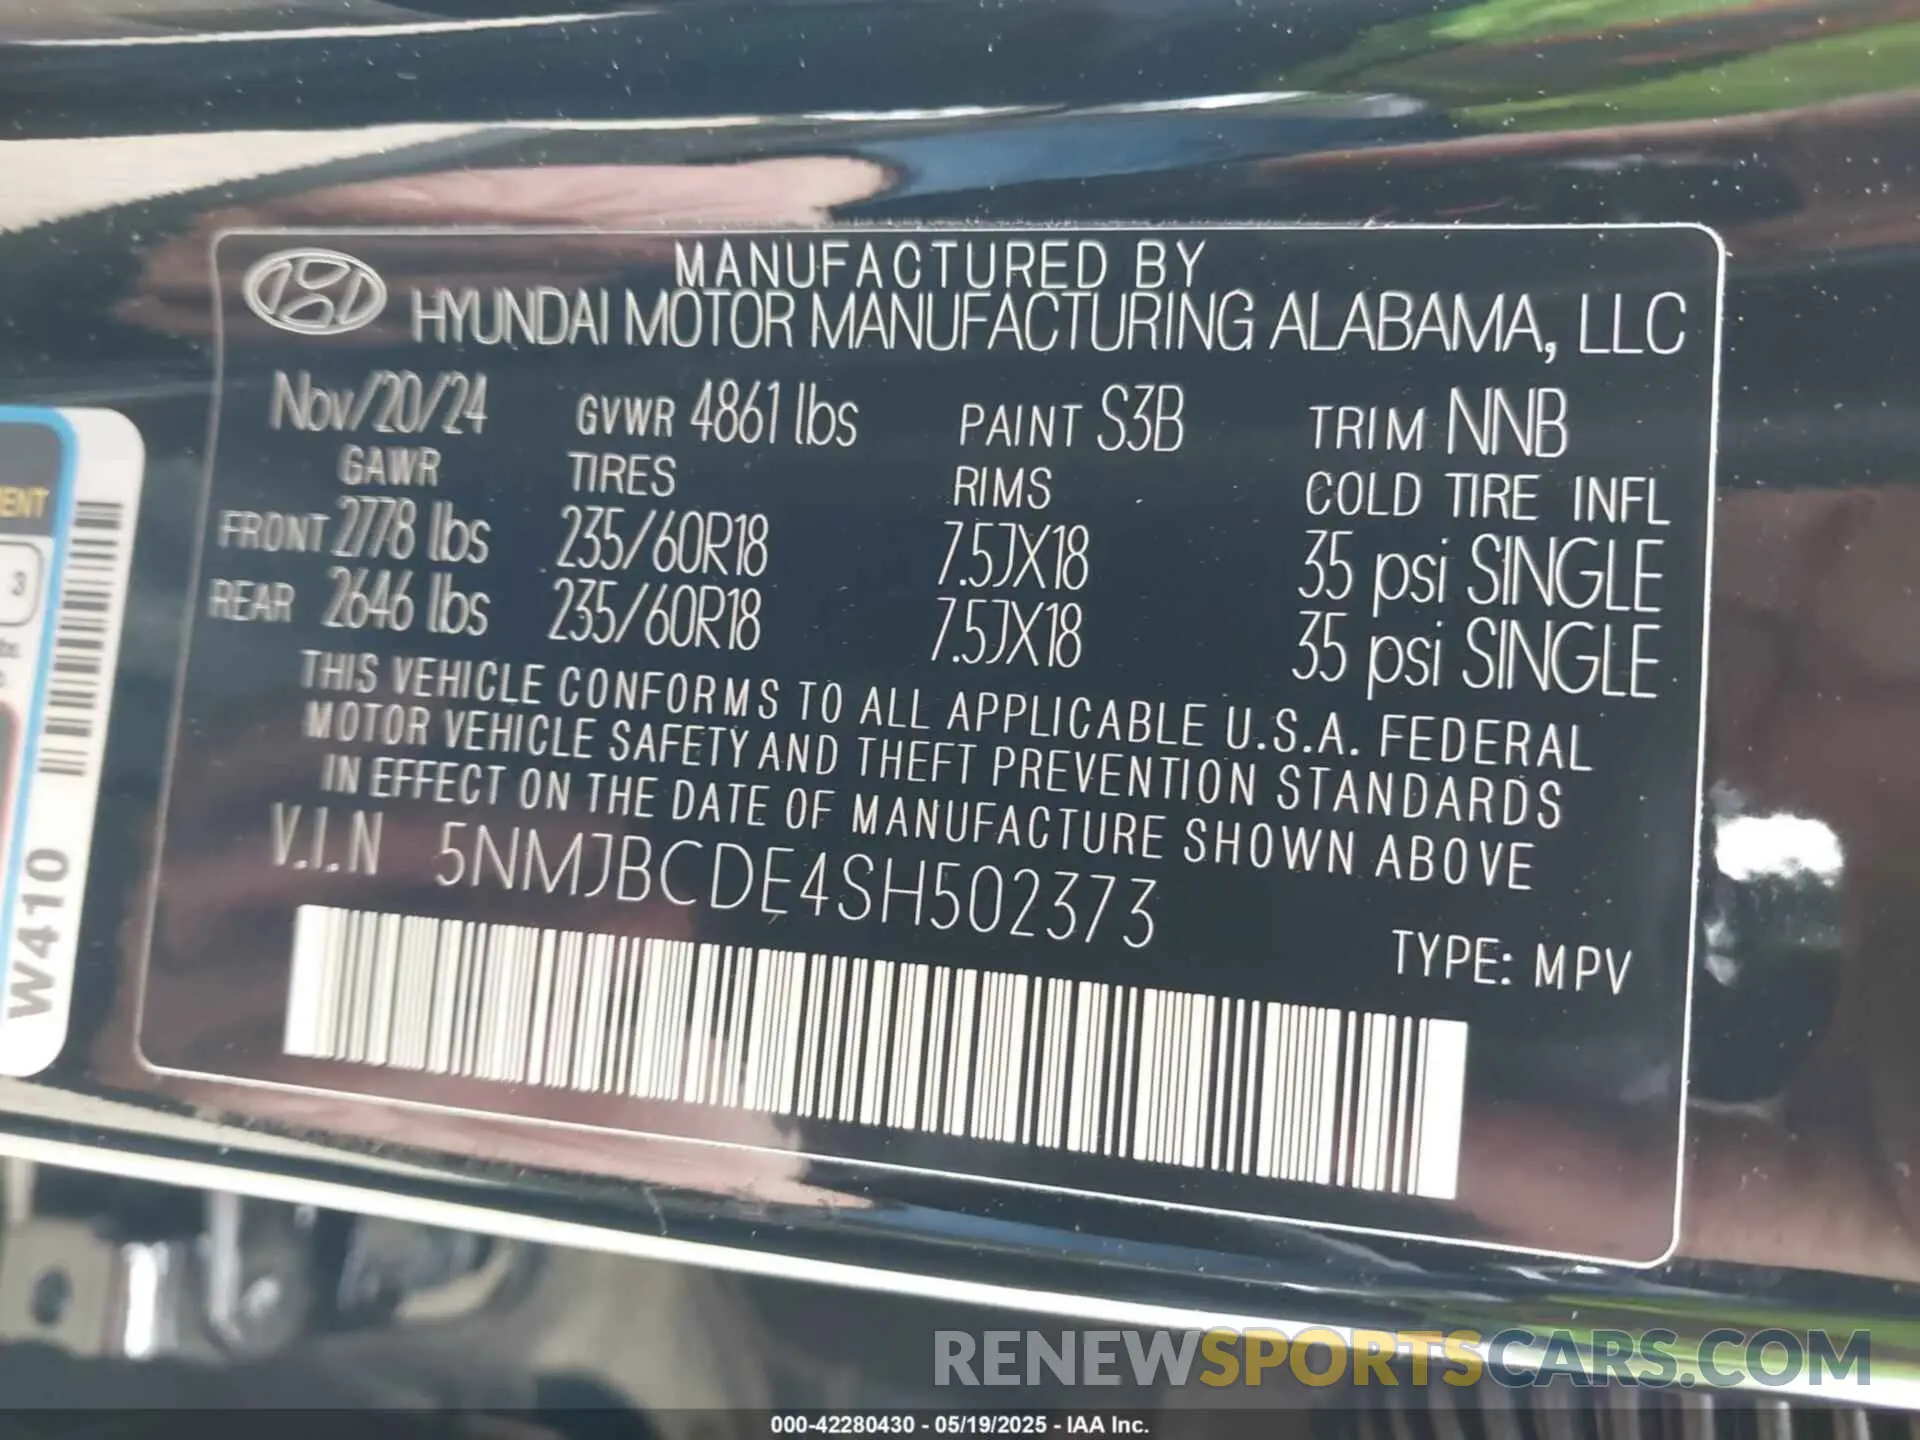 MANUFACTURED BY
HYUNDAI MOTOR MANUFACTURING ALABAMA, LLC
Nov/20/24 GVWR 4861 lbs PAINT S3B TRIM NNB
GAWR TIRES RIMS COLD TIRE INFL
FRONT 2778 lbs 235/60R18 7.5JX18 35 psi SINGLE
REAR 2646 lbs 235/60R18 7.5JX18 35 psi SINGLE
THIS VEHICLE CONFORMS TO ALL APPLICABLE U.S.A. FEDERAL
MOTOR VEHICLE SAFETY AND THEFT PREVENTION STANDARDS
IN EFFECT ON THE DATE OF MANUFACTURE SHOWN ABOVE
V.I.N 5NMJBCDE4SH502373
TYPE: MPV
3
W410
RENEWSPORTSCARS.COM
000-42280430 - 05/19/2025 - IAA Inc.